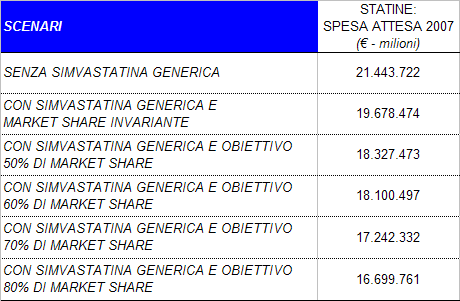 SCENARI
STATINE:
SPESA ATTESA 2007
(€ - milioni)
SENZA SIMVASTATINA GENERICA
21.443.722
CON SIMVASTATINA GENERICA E
MARKET SHARE INVARIANTE
19.678.474
CON SIMVASTATINA GENERICA E OBIETTIVO
50% DI MARKET SHARE
18.327.473
CON SIMVASTATINA GENERICA E OBIETTIVO
60% DI MARKET SHARE
18.100.497
CON SIMVASTATINA GENERICA E OBIETTIVO
70% DI MARKET SHARE
17.242.332
CON SIMVASTATINA GENERICA E OBIETTIVO
80% DI MARKET SHARE
16.699.761